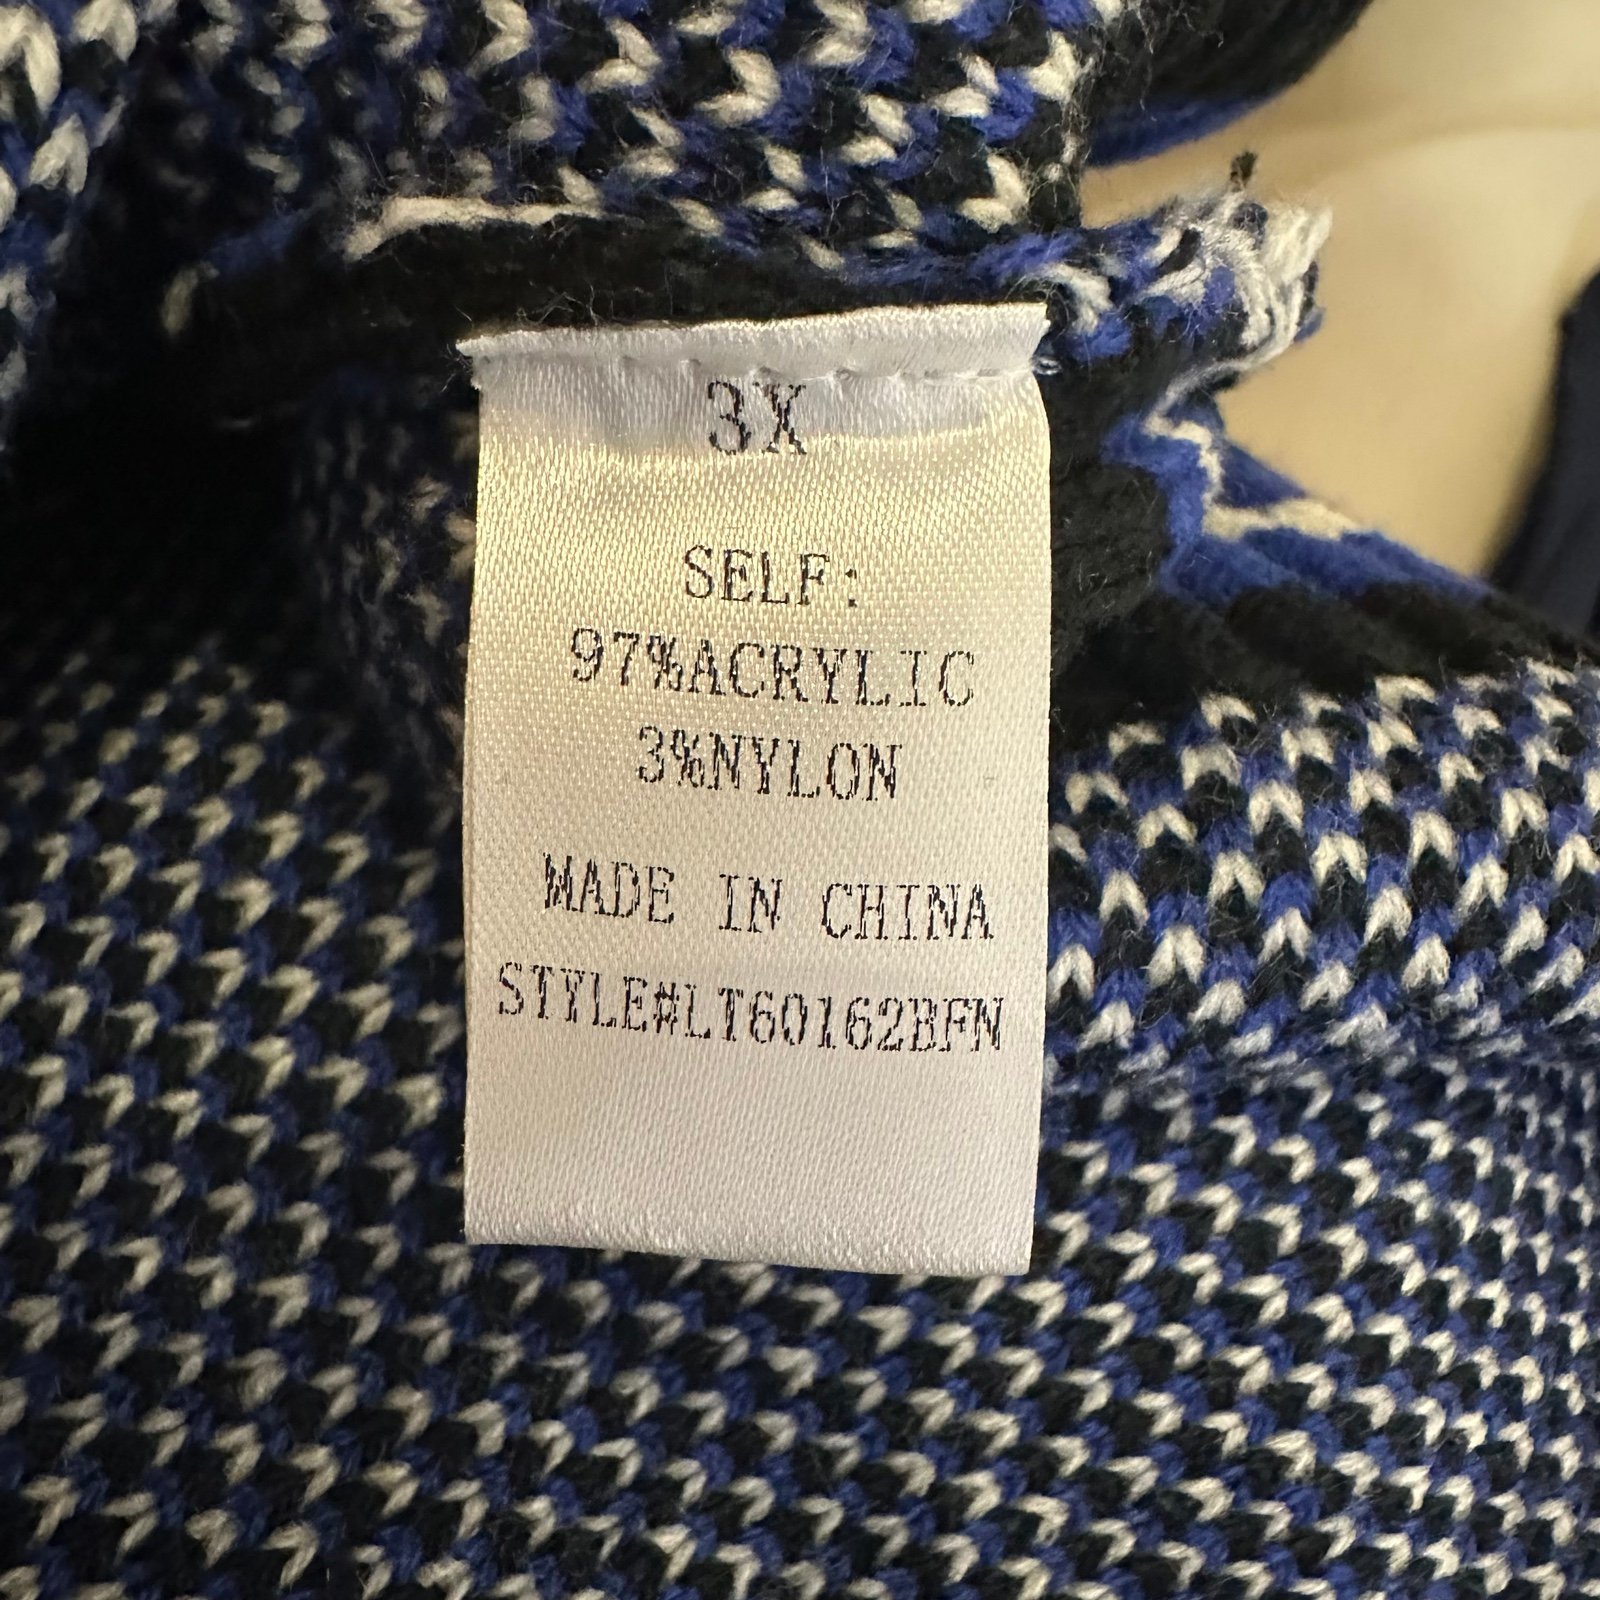 3X
SELF:
97%ACRYLIC
3%NYLON
MADE IN CHINA
STYLE#LT60162BFN